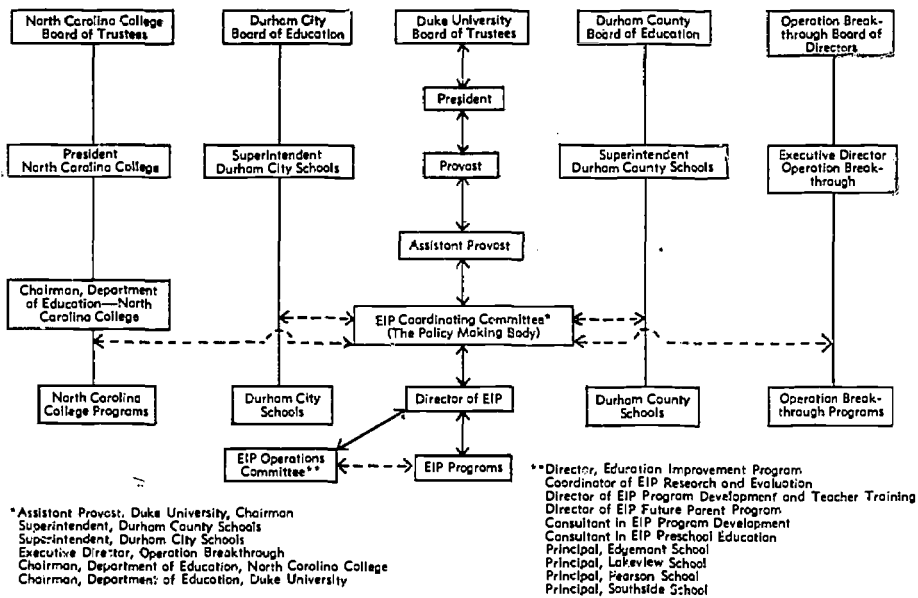 North Carolina College
Board of Trustees
Durham City
Board of Education
Duke University
Board of Trustees
Durham County
Board of Education
Operation Break-
through Board of
Directors
President
President
North Carolina College
Superintendent
Durham City Schools
Provost
Superintendent
Durham County Schools
Executive Director
Operation Break-
through
Assistant Provost
Chairman, Department
of Education—North
Carolina College
EIP Coordinating Committee*
(The Policy Making Body)
North Carolina
College Programs
Durham City
Schools
Director of EIP
Durham County
Schools
Operation Break-
through Programs
EIP Operations
Committee**
EIP Programs
*Assistant Provost, Duke University, Chairman
Superintendent, Durham County Schools
Superintendent, Durham City Schools
Executive Director, Operation Breakthrough
Chairman, Department of Education, North Carolina College
Chairman, Department of Education, Duke University
**Director, Education Improvement Program
Coordinator of EIP Research and Evaluation
Director of EIP Program Development and Teacher Training
Director of EIP Future Parent Program
Consultant in EIP Program Development
Consultant in EIP Preschool Education
Principal, Edgemont School
Principal, Lakeview School
Principal, Pearson School
Principal, Southside School